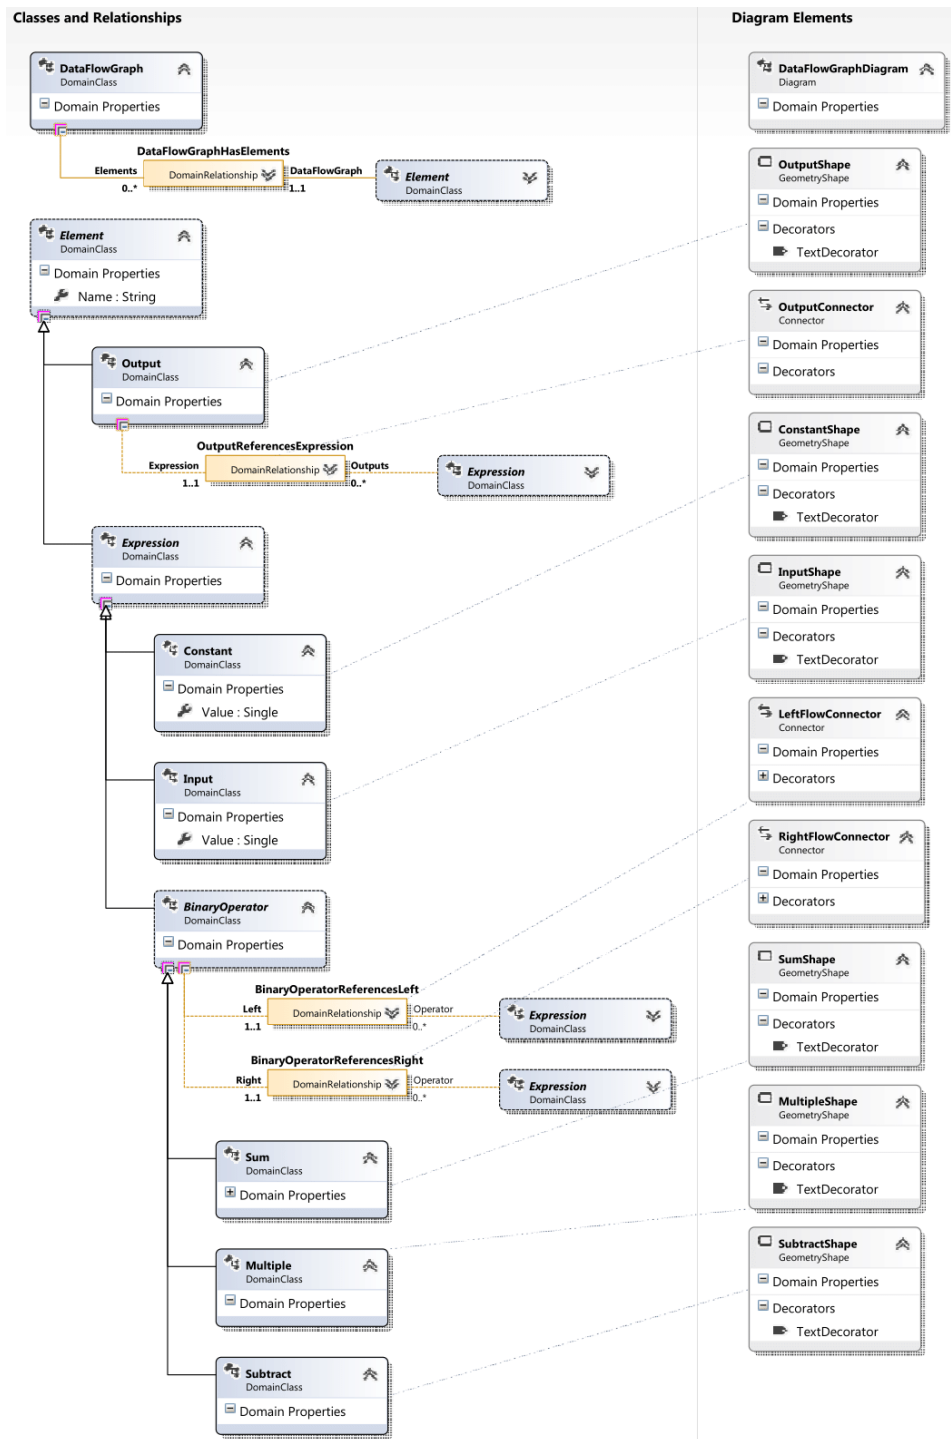 Classes and Relationships
DataFlowGraph
DomainClass
Domain Properties
DataFlowGraphHasElements
Elements
DomainRelationship
DataFlowGraph
0..*
1..1
Element
DomainClass
Element
DomainClass
Domain Properties
Name : String
Output
DomainClass
Domain Properties
OutputReferencesExpression
Expression
DomainRelationship
Outputs
1..1
0..*
Expression
DomainClass
Expression
DomainClass
Domain Properties
Constant
DomainClass
Domain Properties
Value : Single
Input
DomainClass
Domain Properties
Value : Single
BinaryOperator
DomainClass
Domain Properties
BinaryOperatorReferencesLeft
Left
DomainRelationship
Operator
1..1
0..*
Expression
DomainClass
BinaryOperatorReferencesRight
Right
DomainRelationship
Operator
1..1
0..*
Expression
DomainClass
Sum
DomainClass
Domain Properties
Multiple
DomainClass
Domain Properties
Subtract
DomainClass
Domain Properties
Diagram Elements
DataFlowGraphDiagram
Diagram
Domain Properties
OutputShape
GeometryShape
Domain Properties
Decorators
TextDecorator
OutputConnector
Connector
Domain Properties
Decorators
ConstantShape
GeometryShape
Domain Properties
Decorators
TextDecorator
InputShape
GeometryShape
Domain Properties
Decorators
TextDecorator
LeftFlowConnector
Connector
Domain Properties
Decorators
RightFlowConnector
Connector
Domain Properties
Decorators
SumShape
GeometryShape
Domain Properties
Decorators
TextDecorator
MultipleShape
GeometryShape
Domain Properties
Decorators
TextDecorator
SubtractShape
GeometryShape
Domain Properties
Decorators
TextDecorator